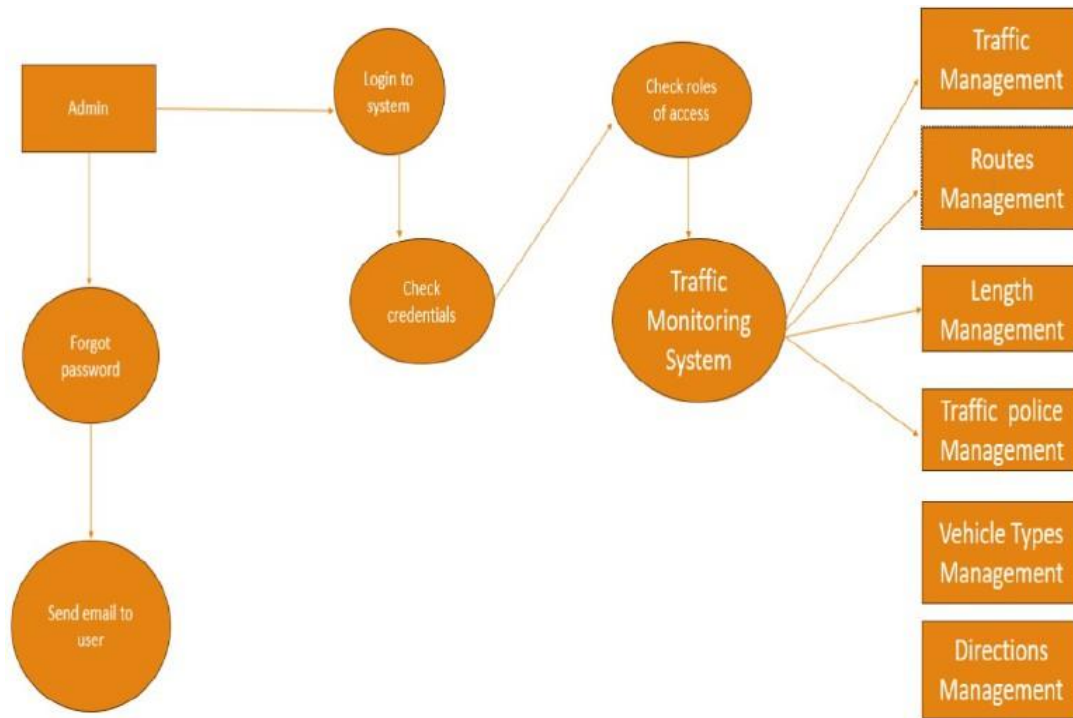 Admin
Login to
system
Check roles
of access
Traffic
Management
Routes
Management
Check
credentials
Traffic
Monitoring
System
Length
Management
Forgot
password
Traffic police
Management
Vehicle Types
Management
Send email to
user
Directions
Management